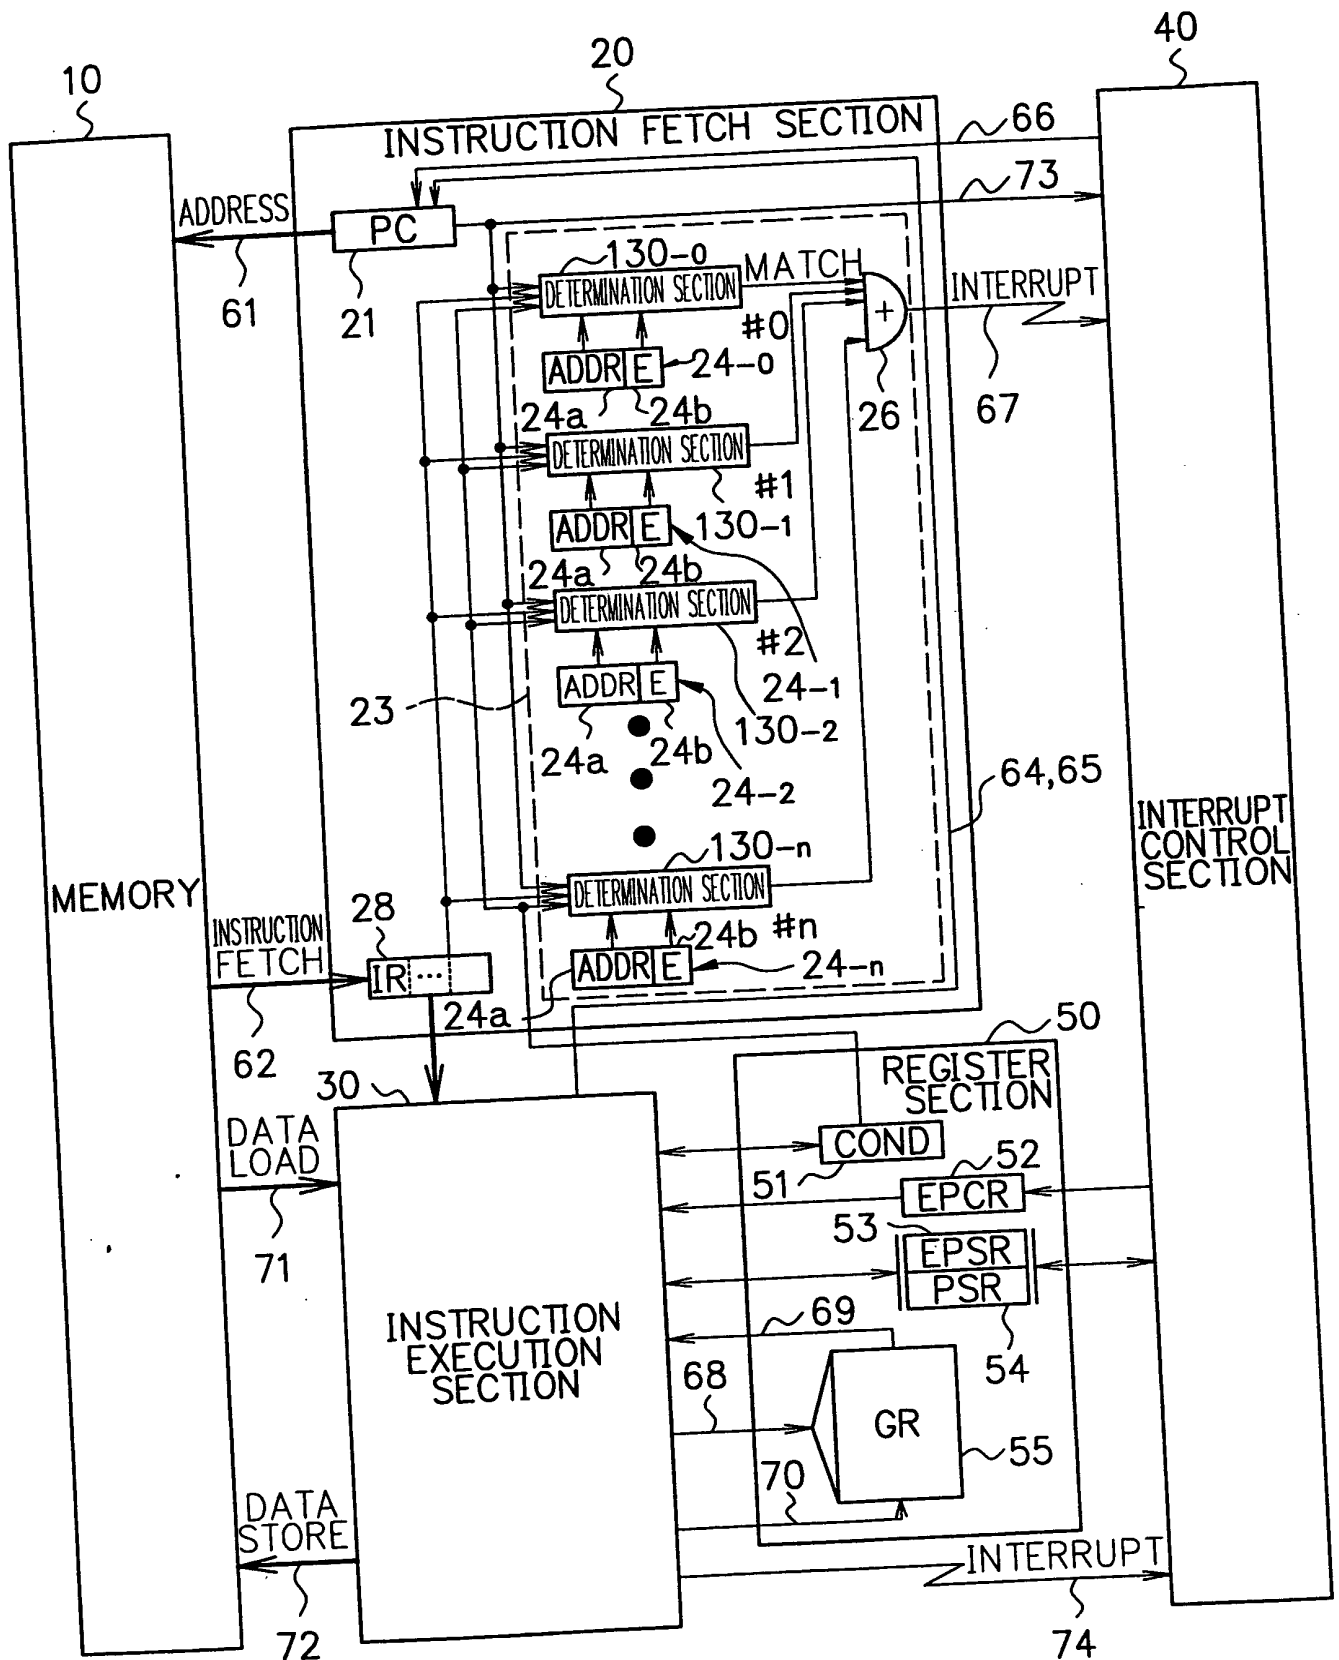 10
20
40
INSTRUCTION FETCH SECTION
66
73
ADDRESS
PC
61
21
130-0
MATCH
DETERMINATION SECTION
#0
+
26
INTERRUPT
67
ADDR E
24-0
24a
24b
DETERMINATION SECTION
#1
130-1
ADDR E
24a
24b
DETERMINATION SECTION
#2
24-1
ADDR E
130-2
23
24a
24b
24-2
64,65
130-n
INTERRUPT
CONTROL
SECTION
MEMORY
DETERMINATION SECTION
#n
24b
ADDR E
24-n
24a
INSTRUCTION
FETCH
28
IR ...
62
50
REGISTER
SECTION
30
DATA
LOAD
71
COND
51
52
EPCR
53
EPSR
PSR
54
69
INSTRUCTION
EXECUTION
SECTION
68
GR
55
70
DATA
STORE
72
INTERRUPT
74